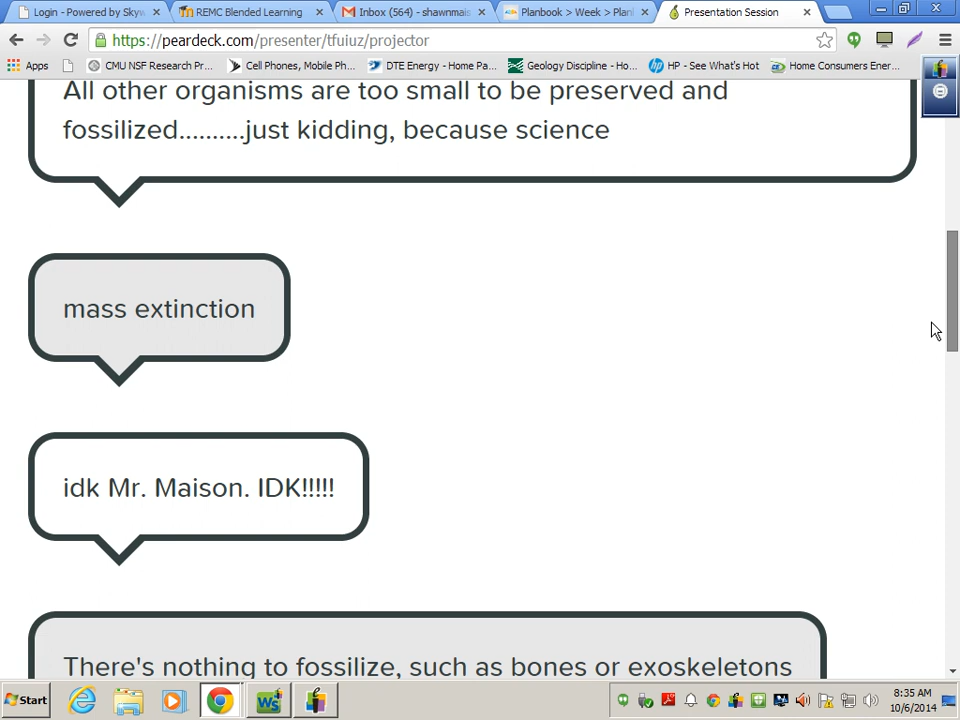 Login - Powered by Skyw
REMC Blended Learning
Inbox (564) - shawnmais
Planbook > Week > Plan
Presentation Session
https://peardeck.com/presenter/tfuiuz/projector
Apps
CMU NSF Research Pr...
Cell Phones, Mobile Ph...
DTE Energy - Home Pa...
Geology Discipline - Ho...
HP - See What's Hot
Home Consumers Ener...
All other organisms are too small to be preserved and
fossilized..........just kidding, because science
mass extinction
idk Mr. Maison. IDK!!!!!
There's nothing to fossilize, such as bones or exoskeletons
Start
8:35 AM
10/6/2014